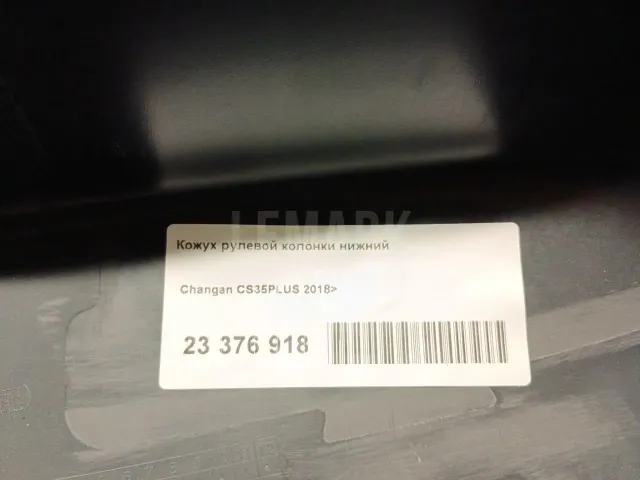 LEMARK
Кожух рулевой колонки нижний
Changan CS35PLUS 2018>
23 376 918